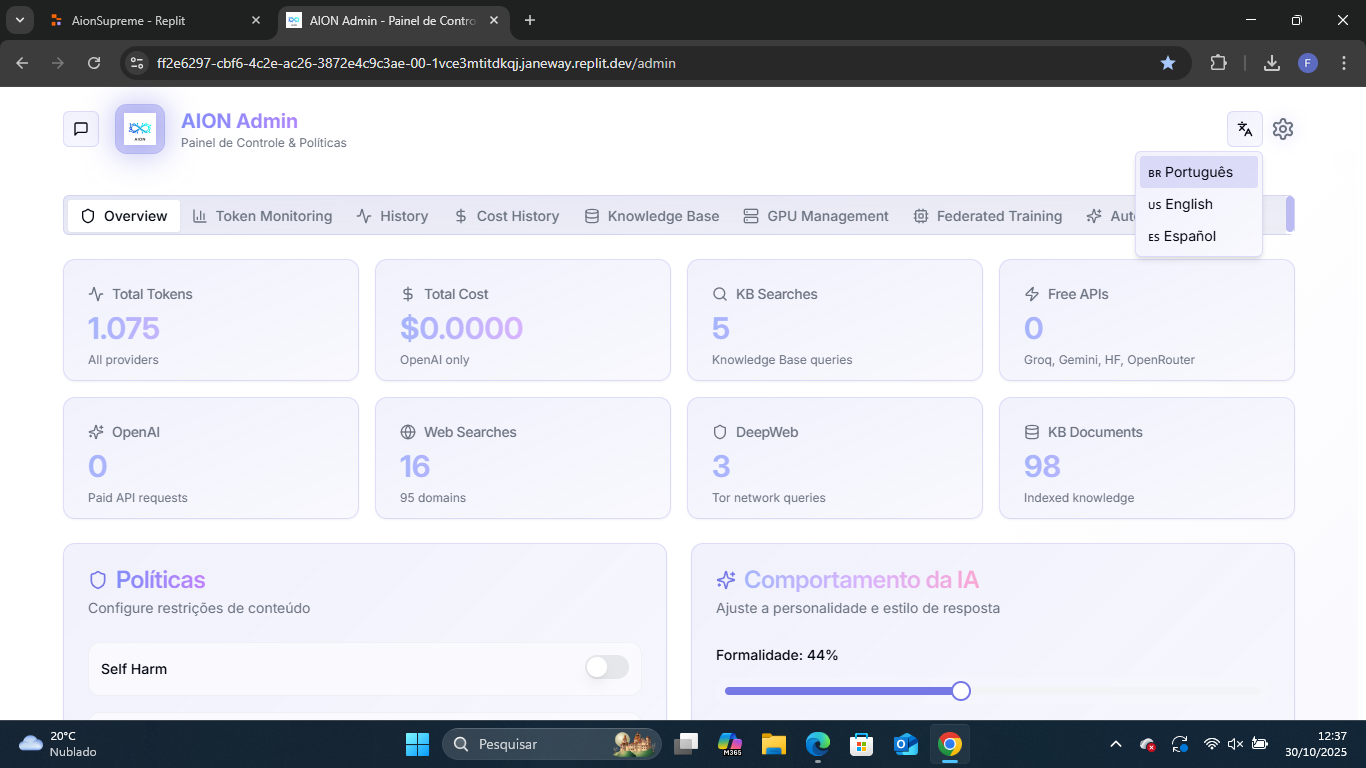 AionSupreme - Replit
AION Admin - Painel de Contro
ff2e6297-cbf6-4c2e-ac26-3872e4c9c3ae-00-1vce3mtitdkqj.janeway.replit.dev/admin
F
AION
AION Admin
Painel de Controle & Políticas
BR Português
US English
ES Español
Overview
Token Monitoring
History
Cost History
Knowledge Base
GPU Management
Federated Training
Total Tokens
1.075
All providers
Total Cost
$0.0000
OpenAI only
KB Searches
5
Knowledge Base queries
Free APIs
0
Groq, Gemini, HF, OpenRouter
OpenAI
0
Paid API requests
Web Searches
16
95 domains
DeepWeb
3
Tor network queries
KB Documents
98
Indexed knowledge
Políticas
Configure restrições de conteúdo
Self Harm
Comportamento da IA
Ajuste a personalidade e estilo de resposta
Formalidade: 44%
20°C
Nublado
Pesquisar
M365
12:37
30/10/2025